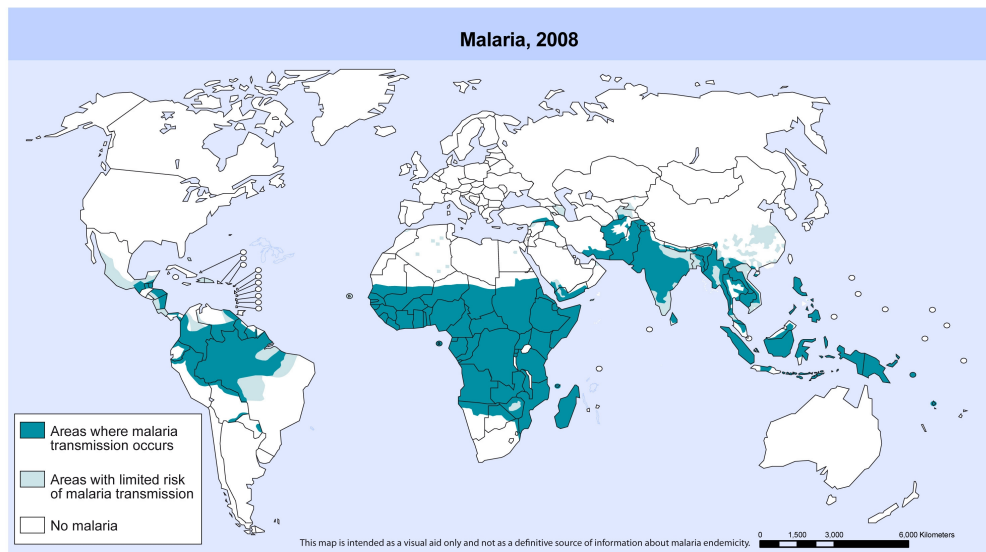 Malaria, 2008
Areas where malaria
transmission occurs
Areas with limited risk
of malaria transmission
No malaria
This map is intended as a visual aid only and not as a definitive source of information about malaria endemicity.
0 1,500 3,000 6,000 Kilometers